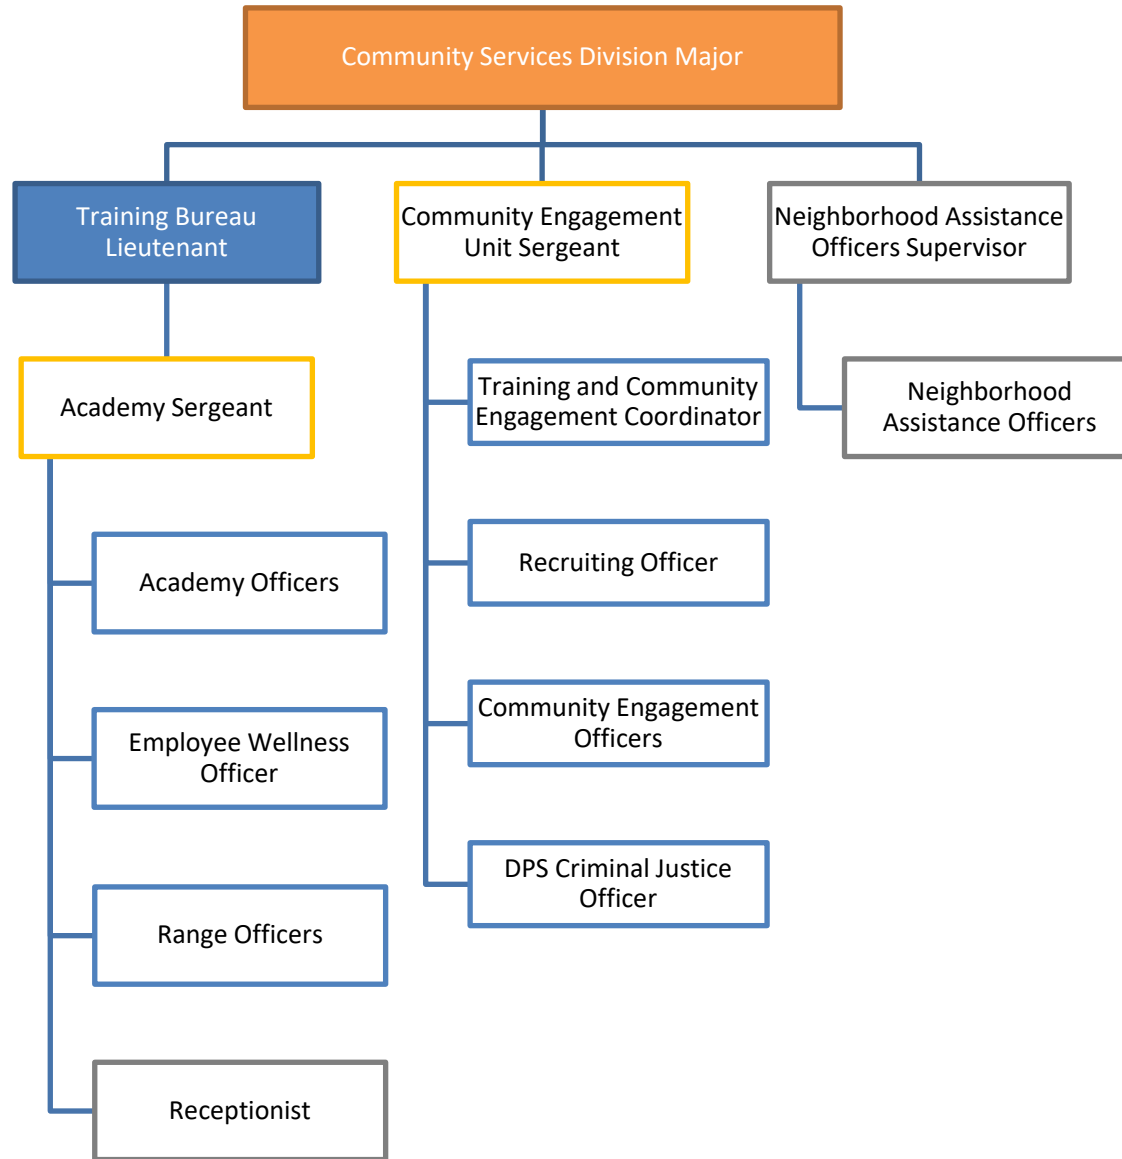 Community Services Division Major
Training Bureau
Lieutenant
Community Engagement
Unit Sergeant
Neighborhood Assistance
Officers Supervisor
Academy Sergeant
Training and Community
Engagement Coordinator
Neighborhood
Assistance Officers
Academy Officers
Recruiting Officer
Employee Wellness
Officer
Community Engagement
Officers
Range Officers
DPS Criminal Justice
Officer
Receptionist